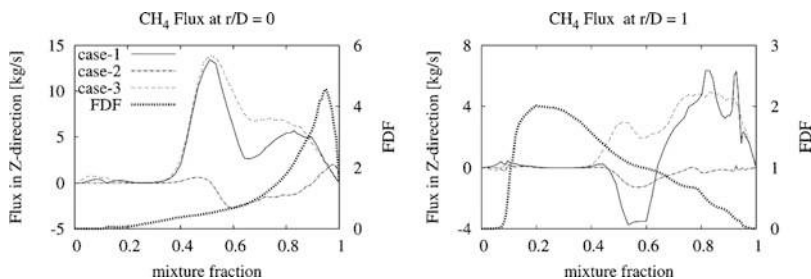 CH4 Flux at r/D = 0
Flux in Z-direction [kg/s]
15
10
5
0
-5
case-1
case-2
case-3
FDF
6
4
2
0
FDF
0 0.2 0.4 0.6 0.8 1
mixture fraction
CH4 Flux at r/D = 1
Flux in Z-direction [kg/s]
8
4
0
-4
3
2
1
0
FDF
0 0.2 0.4 0.6 0.8 1
mixture fraction